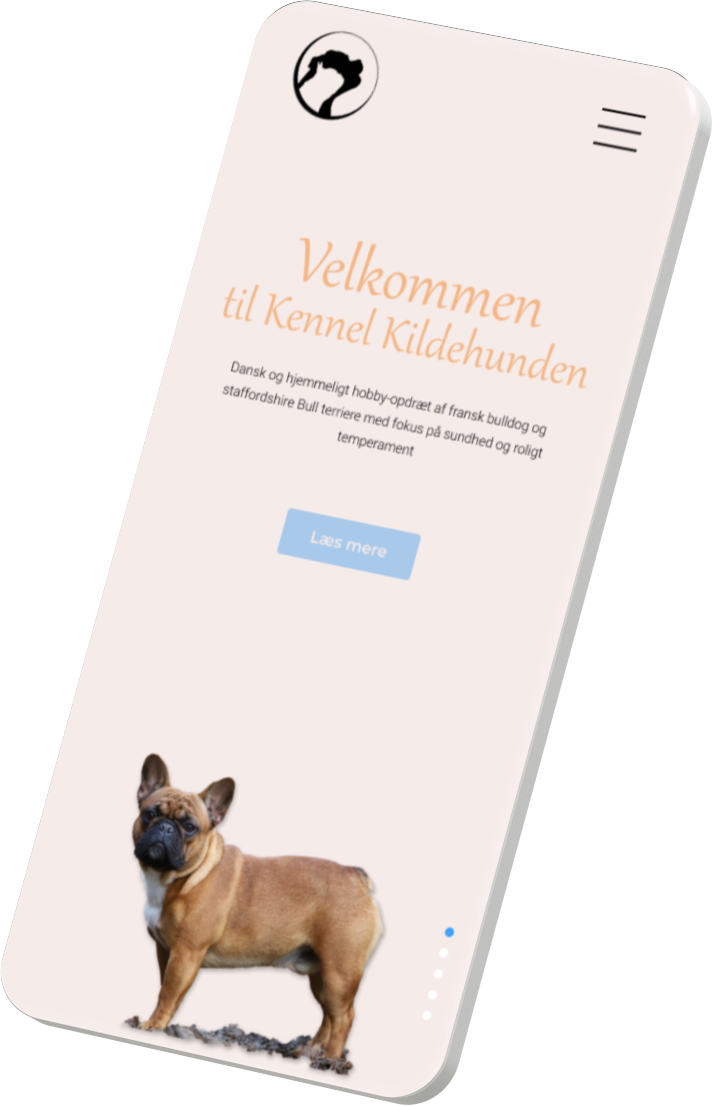 Velkommen
til Kennel Kildehunden
Dansk og hjemmeligt hobby-opdræt af fransk bulldog og
staffordshire Bull terriere med fokus på sundhed og roligt
temperament
Læs mere